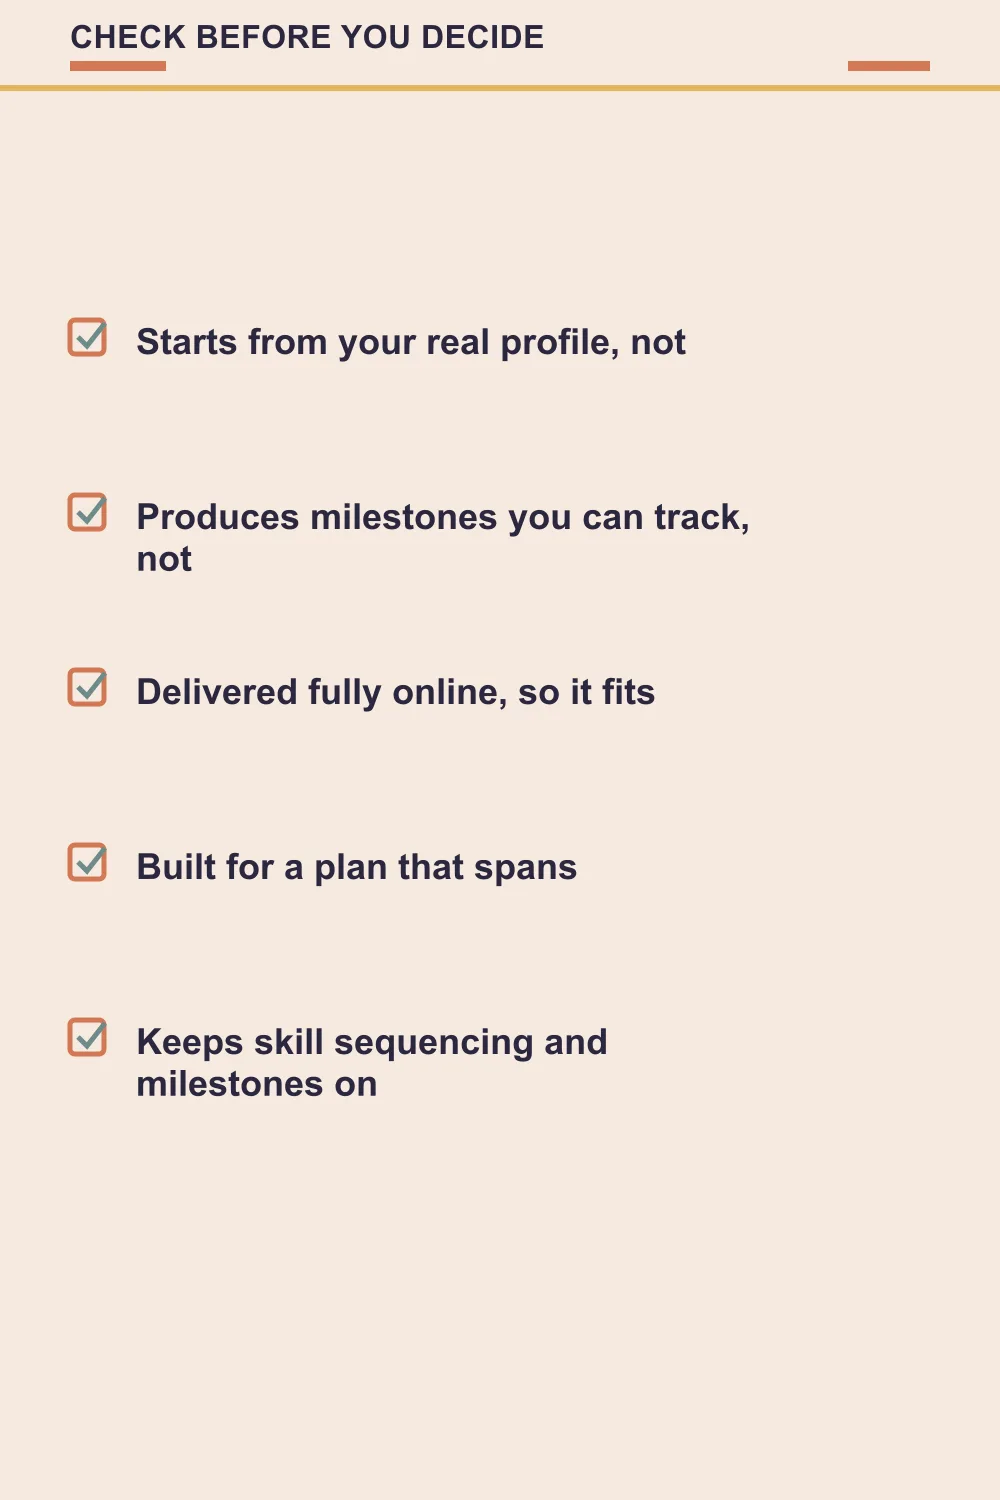 CHECK BEFORE YOU DECIDE
Starts from your real profile, not
Produces milestones you can track,
not
Delivered fully online, so it fits
Built for a plan that spans
Keeps skill sequencing and
milestones on